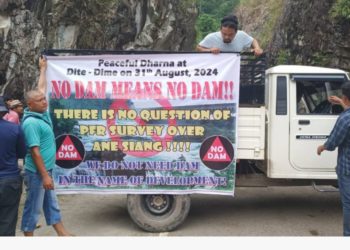 Peaceful Dharna at
Dite - Dime on 31st August, 2024
NO DAM MEANS NO DAM!!
THERE IS NO QUESTION OF
PFR SURVEY OVER
ANE SIANG !!!!
NO
DAM
NO
DAM
WE DO NOT NEED DAM
IN THE NAME OF DEVELOPMENT!